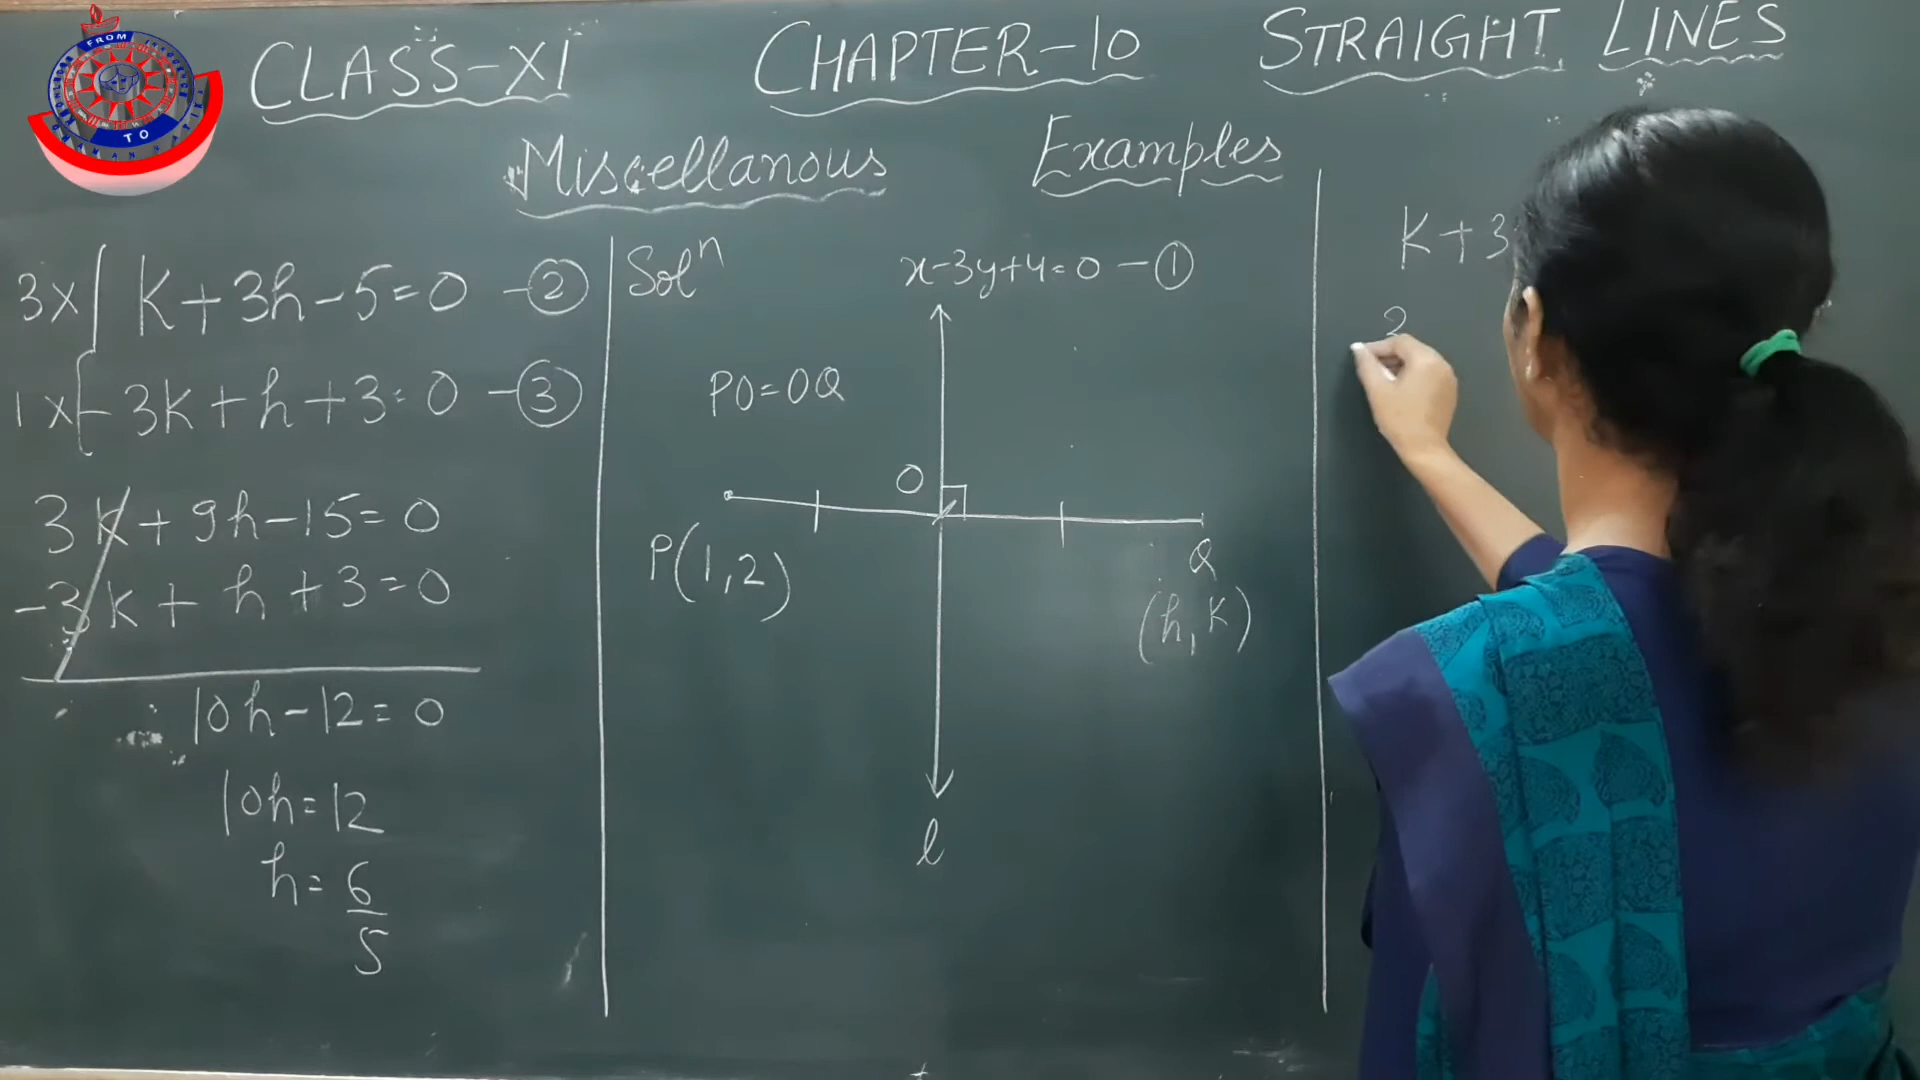 CLASS-XI CHAPTER-10 STRAIGHT LINES
Miscellanous Examples
3x K+3h-5=0 -②
1x -3k+h+3=0 -③
3k+9h-15=0
-3k+h+3=0
10h-12=0
10h=12
h=6/5
Solⁿ
x-3y+4=0 -①
PO=OQ
O
P(1,2)
Q
(h,k)
l
K+3
FROM
TO